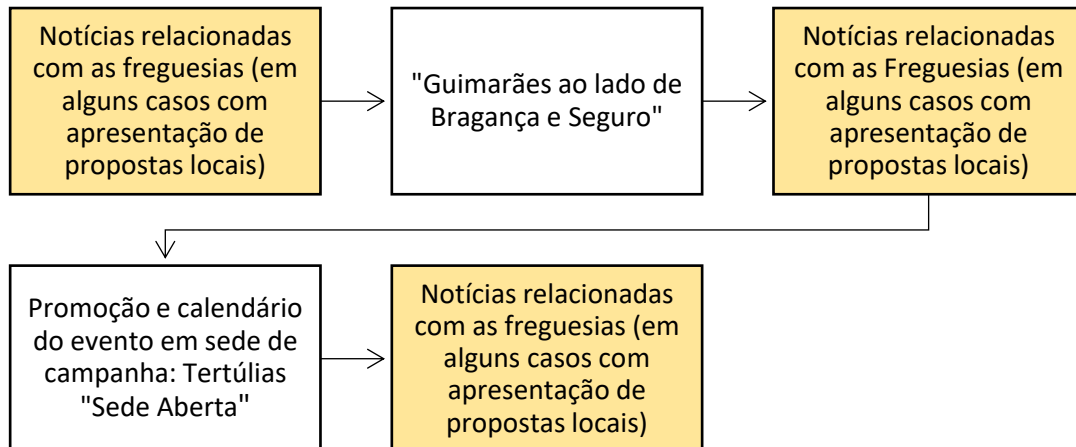 Notícias relacionadas
com as freguesias (em
alguns casos com
apresentação de
propostas locais)
"Guimarães ao lado de
Bragança e Seguro"
Notícias relacionadas
com as Freguesias (em
alguns casos com
apresentação de
propostas locais)
Promoção e calendário
do evento em sede de
campanha: Tertúlias
"Sede Aberta"
Notícias relacionadas
com as freguesias (em
alguns casos com
apresentação de
propostas locais)